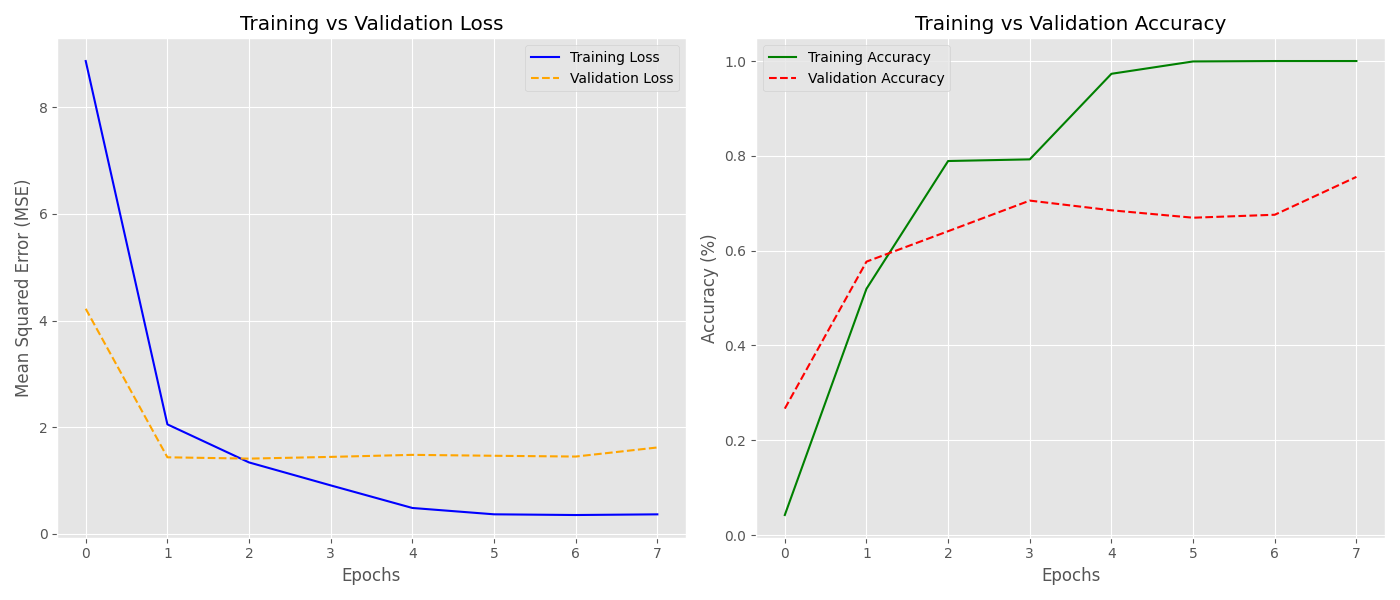 Training vs Validation Loss
Training Loss
Validation Loss
Mean Squared Error (MSE)
8
6
4
2
0
0 1 2 3 4 5 6 7
Epochs
Training vs Validation Accuracy
Training Accuracy
Validation Accuracy
Accuracy (%)
1.0
0.8
0.6
0.4
0.2
0.0
0 1 2 3 4 5 6 7
Epochs